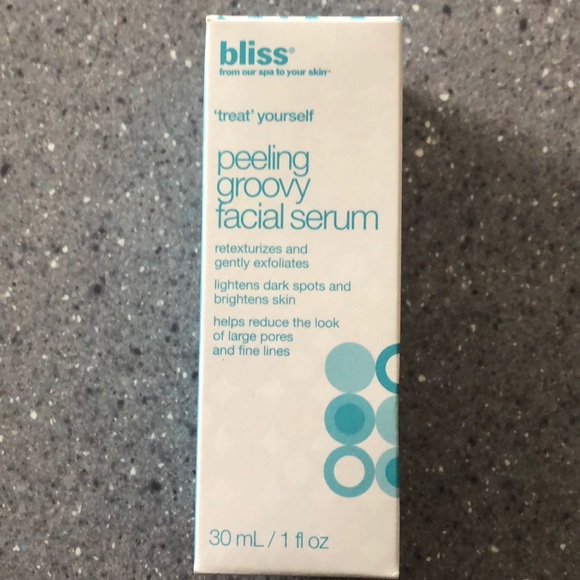 bliss®
from our spa to your skin™
'treat' yourself
peeling
groovy
facial serum
retexturizes and
gently exfoliates
lightens dark spots and
brightens skin
helps reduce the look
of large pores
and fine lines
30 mL / 1 fl oz